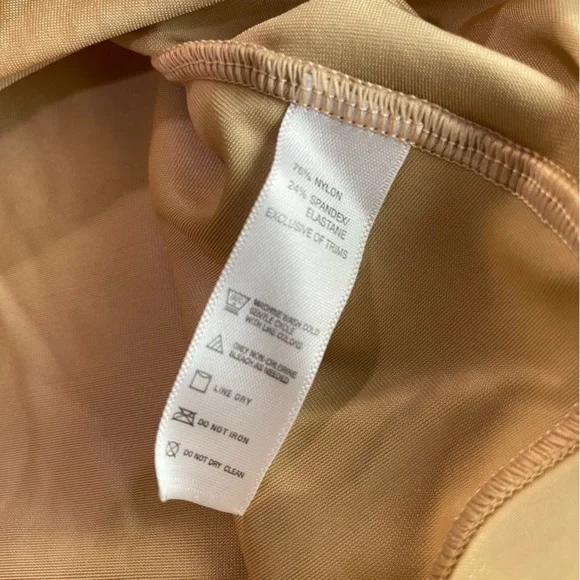 76% NYLON
24% SPANDEX/
ELASTANE
EXCLUSIVE OF TRIMS
MACHINE WASH COLD
GENTLE CYCLE
WITH LIKE COLORS
ONLY NON-CHLORINE
BLEACH AS NEEDED
LINE DRY
DO NOT IRON
DO NOT DRY CLEAN